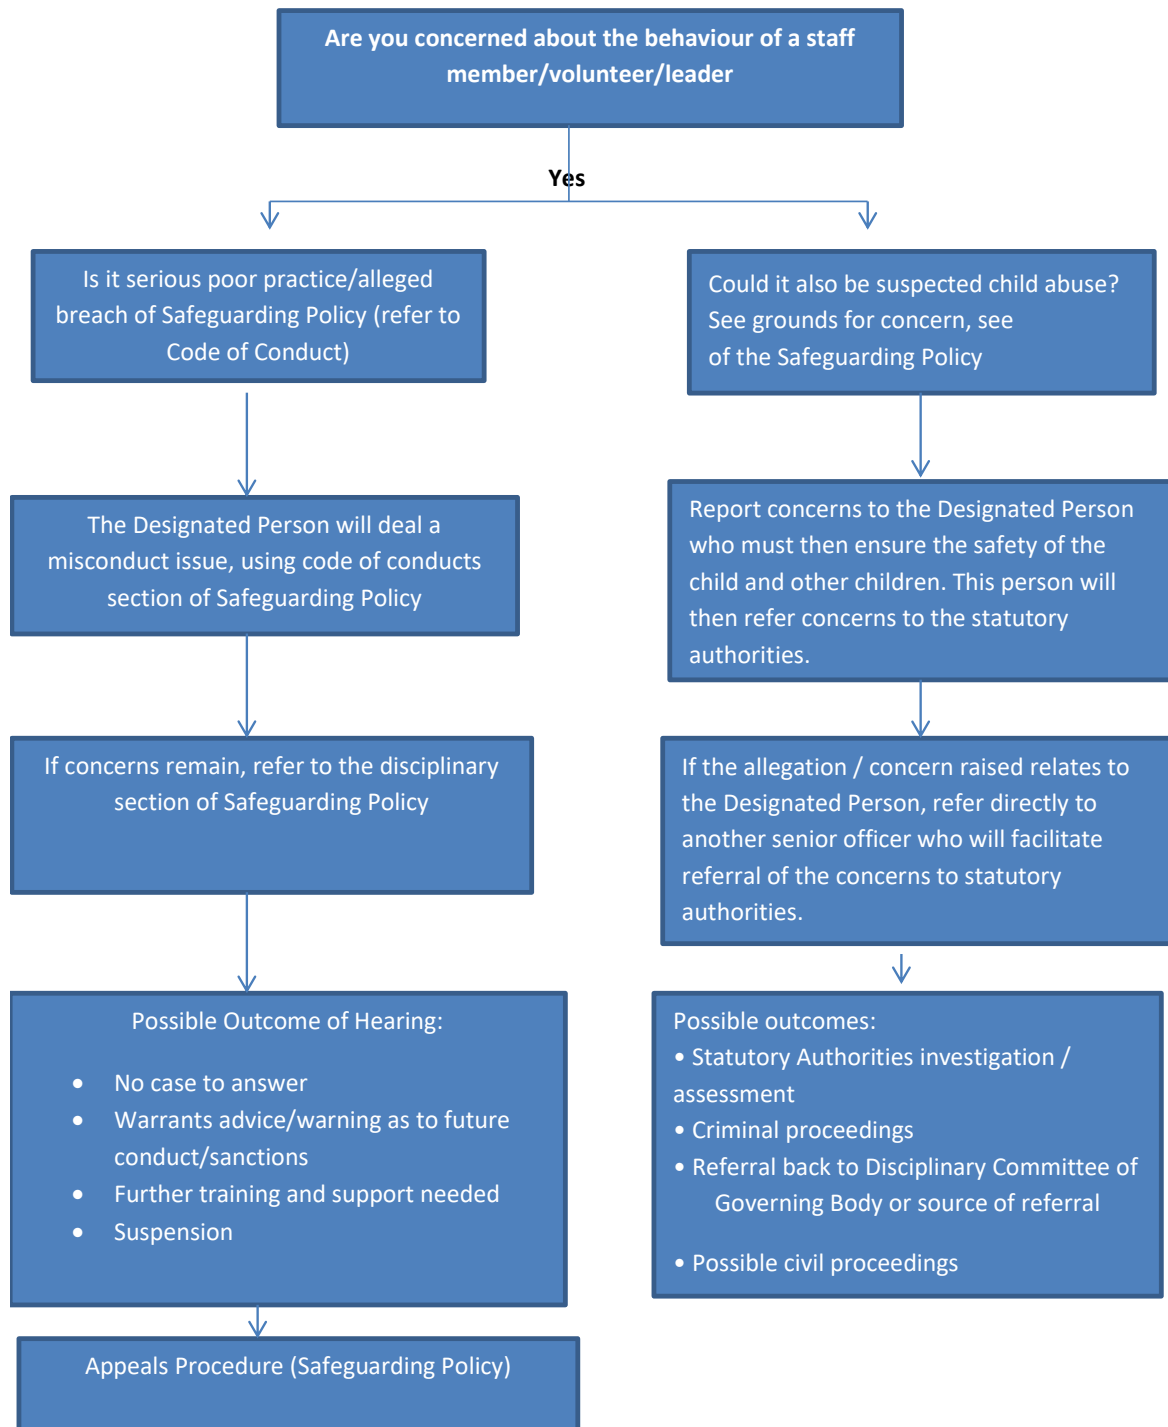 Are you concerned about the behaviour of a staff
member/volunteer/leader
Yes
Is it serious poor practice/alleged
breach of Safeguarding Policy (refer to
Code of Conduct)
The Designated Person will deal a
misconduct issue, using code of conducts
section of Safeguarding Policy
If concerns remain, refer to the disciplinary
section of Safeguarding Policy
Possible Outcome of Hearing:
• No case to answer
• Warrants advice/warning as to future
conduct/sanctions
• Further training and support needed
• Suspension
Appeals Procedure (Safeguarding Policy)
Could it also be suspected child abuse?
See grounds for concern, see
of the Safeguarding Policy
Report concerns to the Designated Person
who must then ensure the safety of the
child and other children. This person will
then refer concerns to the statutory
authorities.
If the allegation / concern raised relates to
the Designated Person, refer directly to
another senior officer who will facilitate
referral of the concerns to statutory
authorities.
Possible outcomes:
• Statutory Authorities investigation /
assessment
• Criminal proceedings
• Referral back to Disciplinary Committee of
Governing Body or source of referral
• Possible civil proceedings